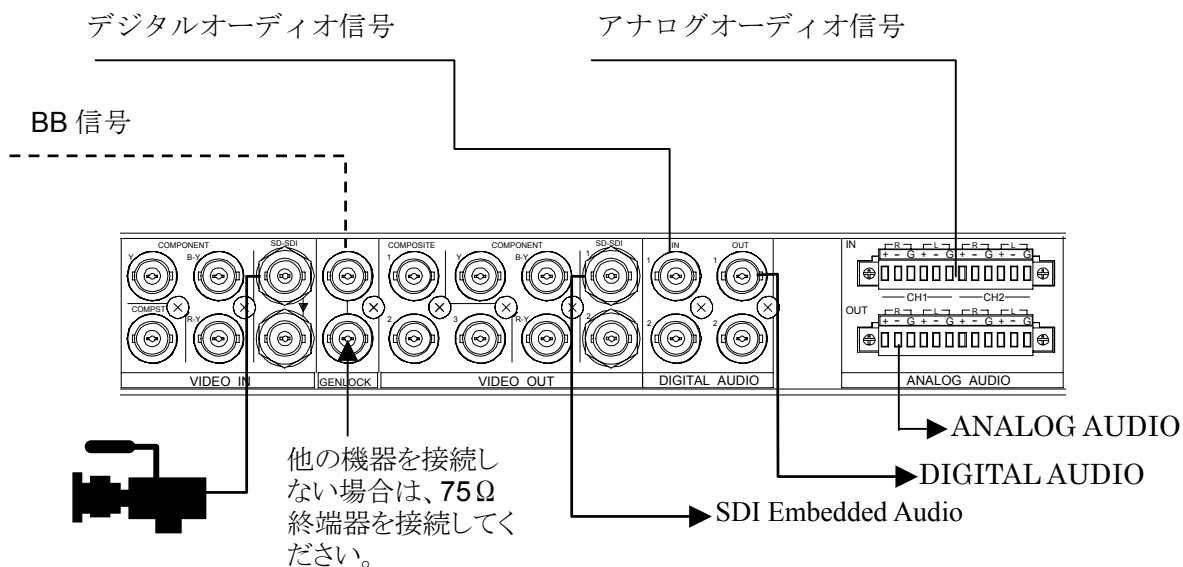 デジタルオーディオ信号
アナログオーディオ信号
BB 信号
COMPONENT
SD-SDI
COMPOSITE
COMPONENT
SD-SDI
IN
OUT
IN
R L R L
Y
B-Y
1
Y
B-Y
1
1
1
+ - G + - G + - G + - G
CH1
CH2
COMPST
OUT
R L R L
R-Y
2
3
R-Y
2
2
2
+ - G + - G + - G + - G
VIDEO IN
GENLOCK
VIDEO OUT
DIGITAL AUDIO
ANALOG AUDIO
ANALOG AUDIO
他の機器を接続し
ない場合は、75Ω
終端器を接続してく
ださい。
DIGITAL AUDIO
SDI Embedded Audio